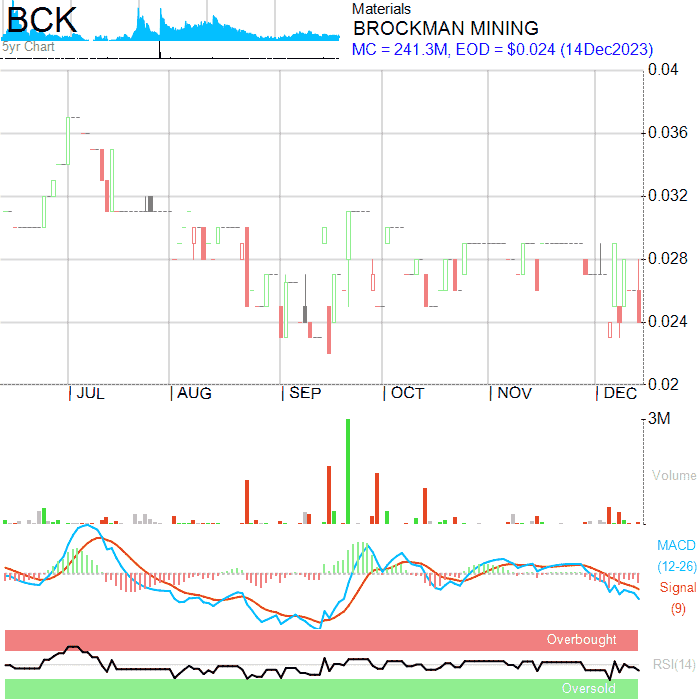 BCK
5yr Chart
Materials
BROCKMAN MINING
MC = 241.3M, EOD = $0.024 (14Dec2023)
0.04
0.036
0.032
0.028
0.024
0.02
JUL AUG SEP OCT NOV DEC
3M
Volume
MACD
(12-26)
Signal
(9)
Overbought
RSI(14)
Oversold